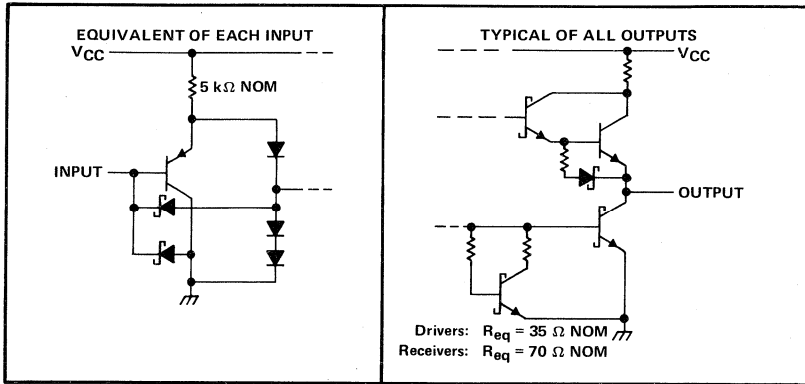 EQUIVALENT OF EACH INPUT
VCC
5 kΩ NOM
INPUT
TYPICAL OF ALL OUTPUTS
VCC
OUTPUT
Drivers: Req = 35 Ω NOM
Receivers: Req = 70 Ω NOM